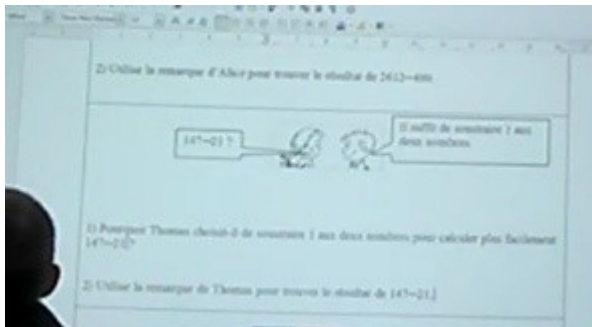 2) Utilise la remarque d'Alice pour trouver le résultat de 2612–499.
147–21 ?
Il suffit de soustraire 1 aux
deux nombres.
1) Pourquoi Thomas choisit-il de soustraire 1 aux deux nombres pour calculer plus facilement
147–21?
2) Utilise la remarque de Thomas pour trouver le résultat de 147–21.